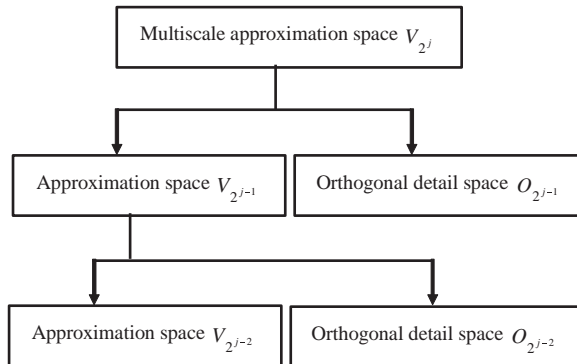 Multiscale approximation space $V_{2^{j}}$
Approximation space $V_{2^{j-1}}$
Orthogonal detail space $O_{2^{j-1}}$
Approximation space $V_{2^{j-2}}$
Orthogonal detail space $O_{2^{j-2}}$